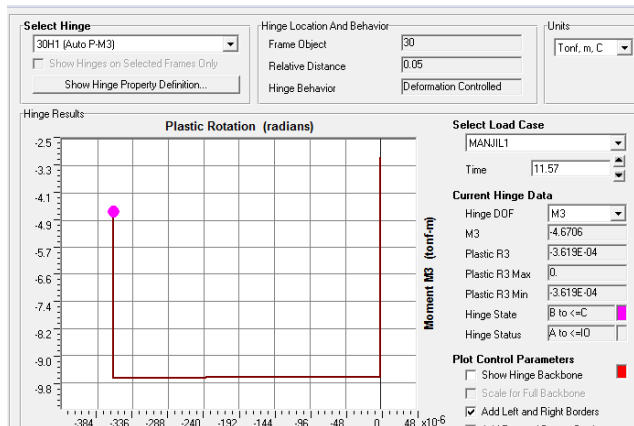 Select Hinge
30H1 (Auto P-M3)
Show Hinges on Selected Frames Only
Show Hinge Property Definition...
Hinge Location And Behavior
Frame Object
30
Relative Distance
0.05
Hinge Behavior
Deformation Controlled
Units
Tonf, m, C
Hinge Results
Plastic Rotation (radians)
-2.5
-3.3
-4.1
-4.9
-5.7
-6.6
-7.4
-8.2
-9.0
-9.8
-384 -336 -288 -240 -192 -144 -96 -48 0 48 x10-6
Moment M3 (tonf-m)
Select Load Case
MANJIL1
Time
11.57
Current Hinge Data
Hinge DOF
M3
M3
-4.6706
Plastic R3
-3.619E-04
Plastic R3 Max
0.
Plastic R3 Min
-3.619E-04
Hinge State
B to <=C
Hinge Status
A to <=IO
Plot Control Parameters
Show Hinge Backbone
Scale for Full Backbone
Add Left and Right Borders